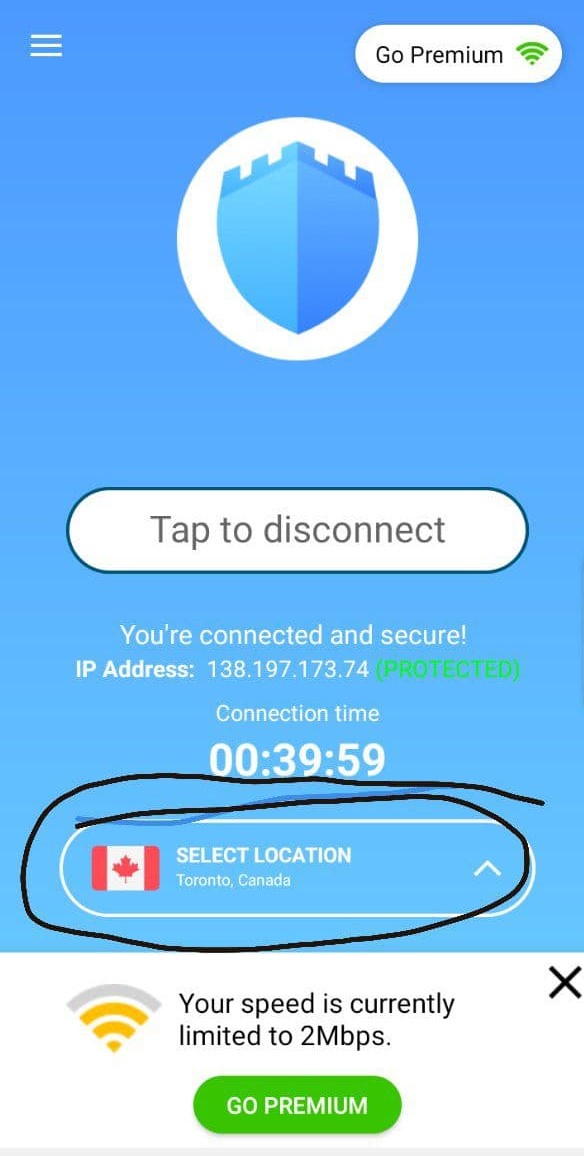 Go Premium
Tap to disconnect
You're connected and secure!
IP Address: 138.197.173.74 (PROTECTED)
Connection time
00:39:59
SELECT LOCATION
Toronto, Canada
Your speed is currently
limited to 2Mbps.
GO PREMIUM